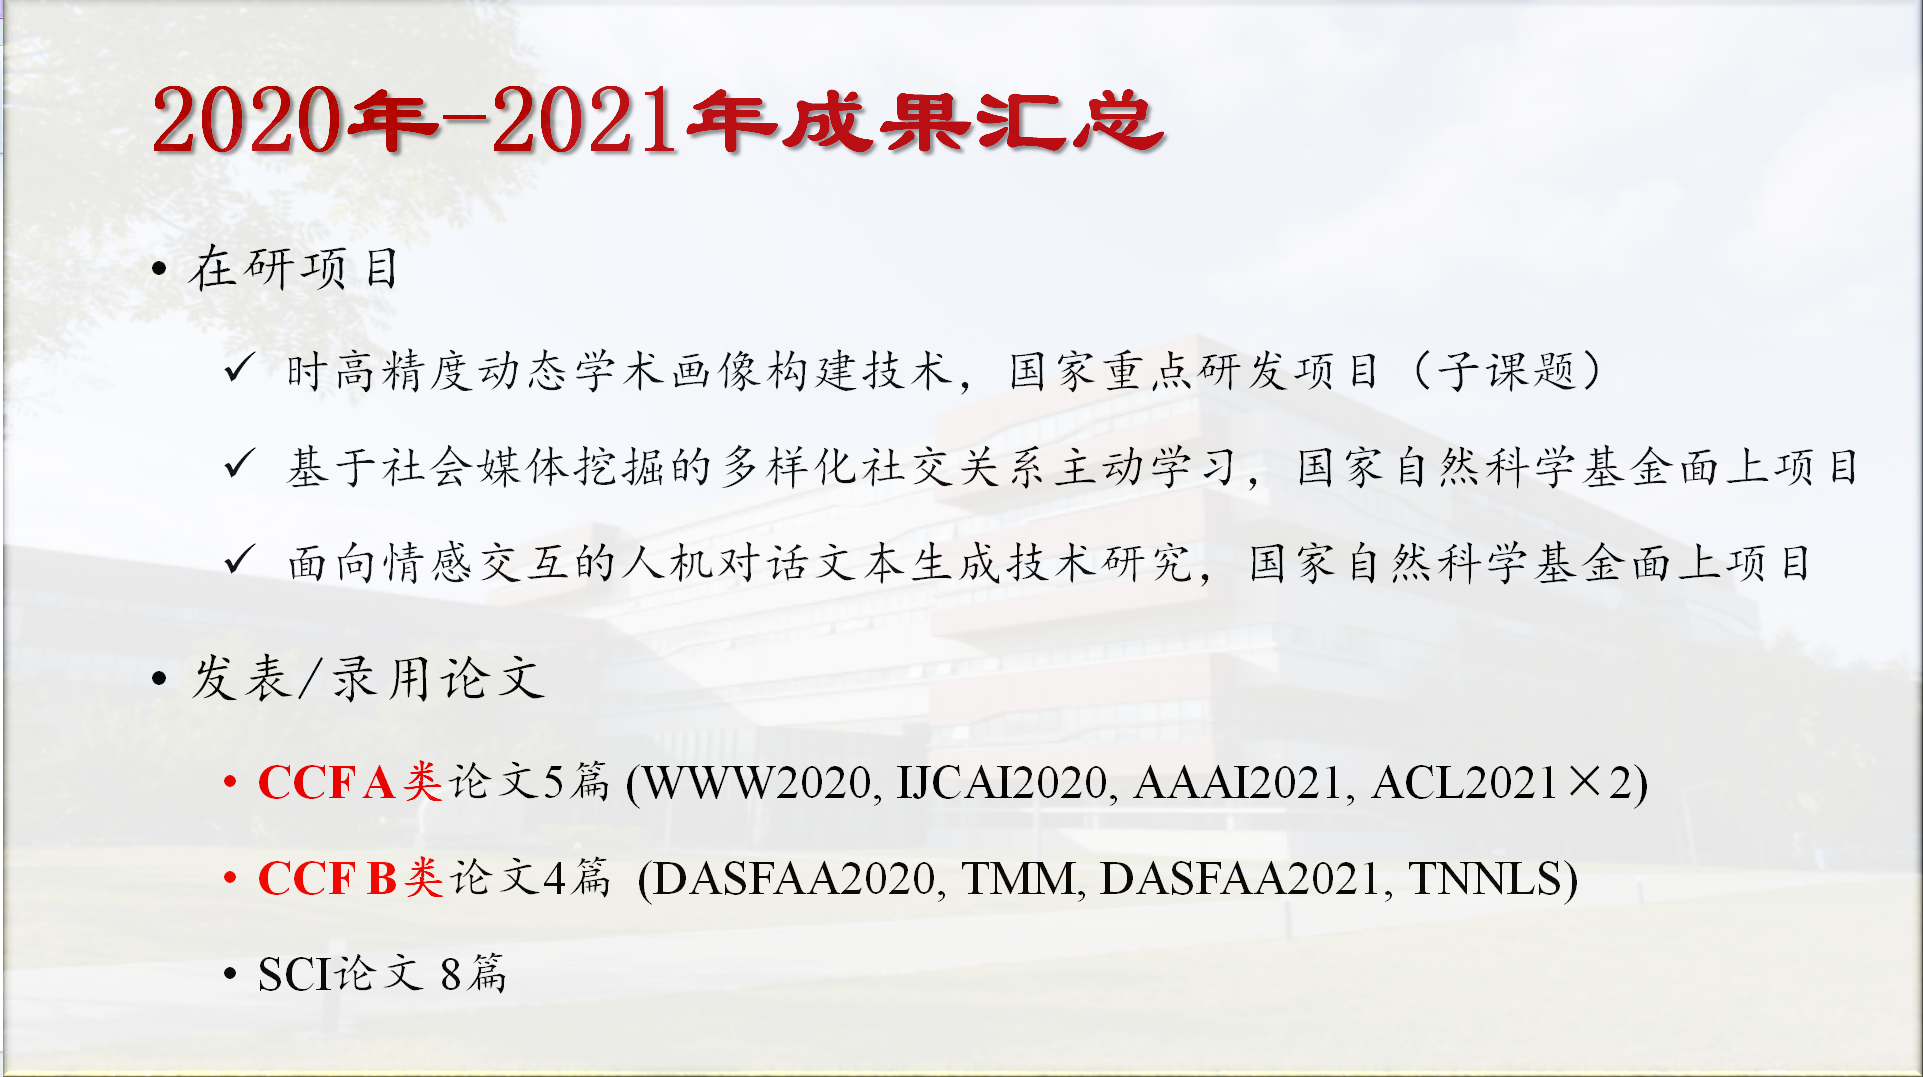 2020年-2021年成果汇总
• 在研项目
✓ 时高精度动态学术画像构建技术，国家重点研发项目（子课题）
✓ 基于社会媒体挖掘的多样化社交关系主动学习，国家自然科学基金面上项目
✓ 面向情感交互的人机对话文本生成技术研究，国家自然科学基金面上项目
• 发表/录用论文
• CCF A类论文5篇 (WWW2020, IJCAI2020, AAAI2021, ACL2021×2)
• CCF B类论文4篇 (DASFAA2020, TMM, DASFAA2021, TNNLS)
• SCI论文 8篇